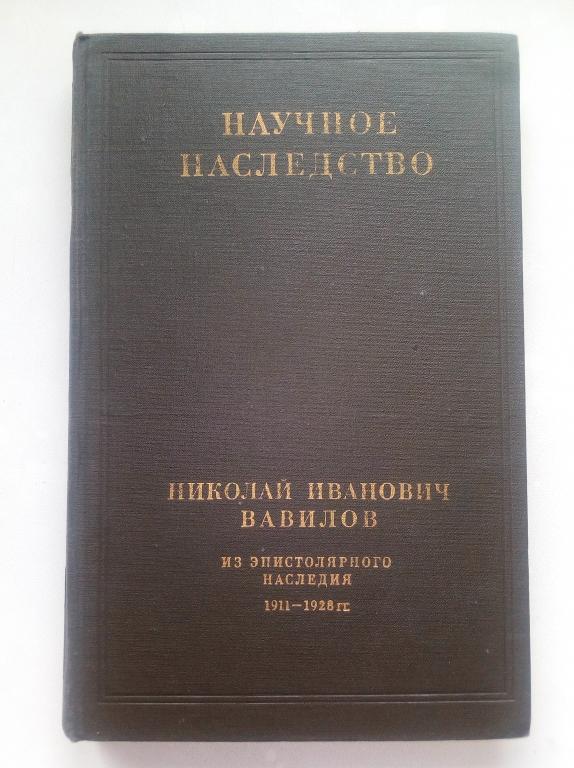 НАУЧНОЕ
НАСЛЕДСТВО
НИКОЛАЙ ИВАНОВИЧ
ВАВИЛОВ
ИЗ ЭПИСТОЛЯРНОГО
НАСЛЕДИЯ
1911—1928 гг.